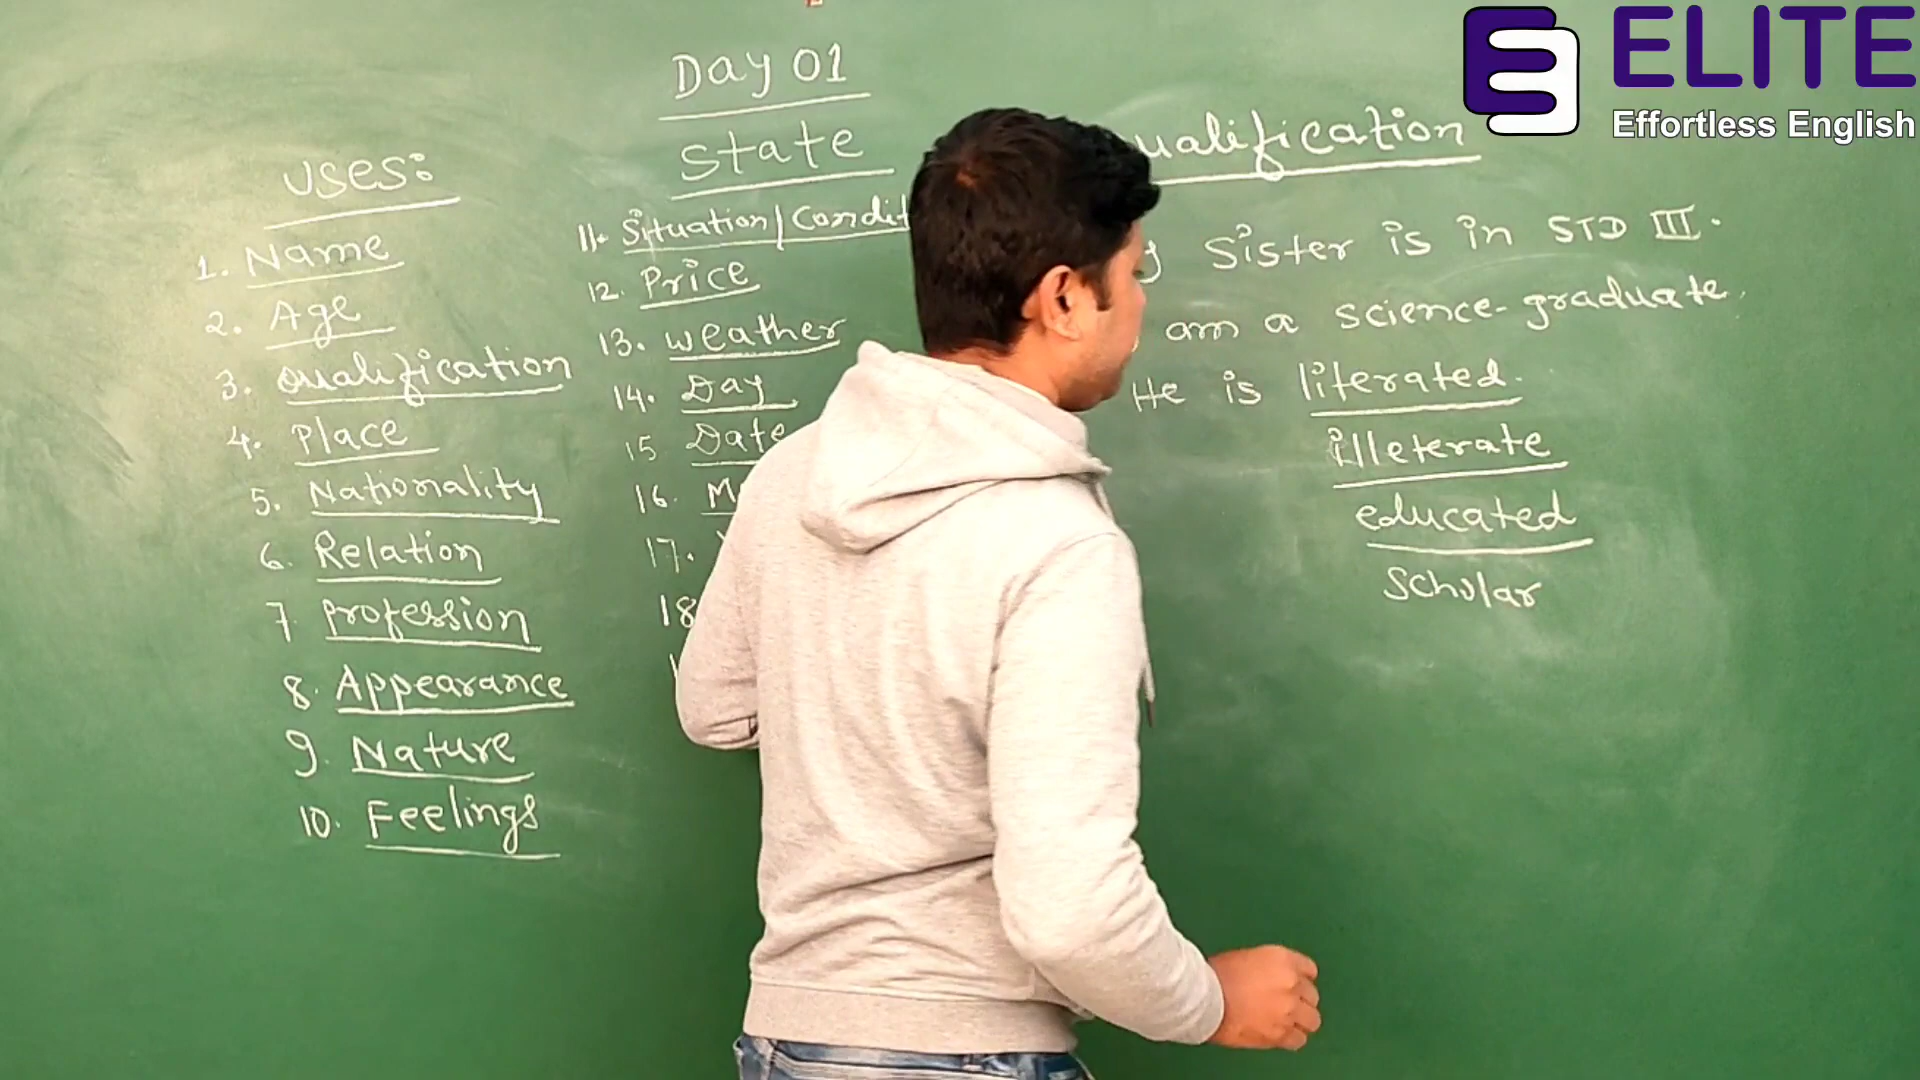 Day 01
State
Uses:
1. Name
2. Age
3. Qualification
4. Place
5. Nationality
6. Relation
7 Profession
8. Appearance
9. Nature
10. Feelings
11. Situation/Condit
12. Price
13. Weather
14. Day
15 Date
16. M
17.
18
ualification
Sister is in STD III.
am a science-graduate.
He is literated.
illeterate
educated
Scholar
ELITE
Effortless English